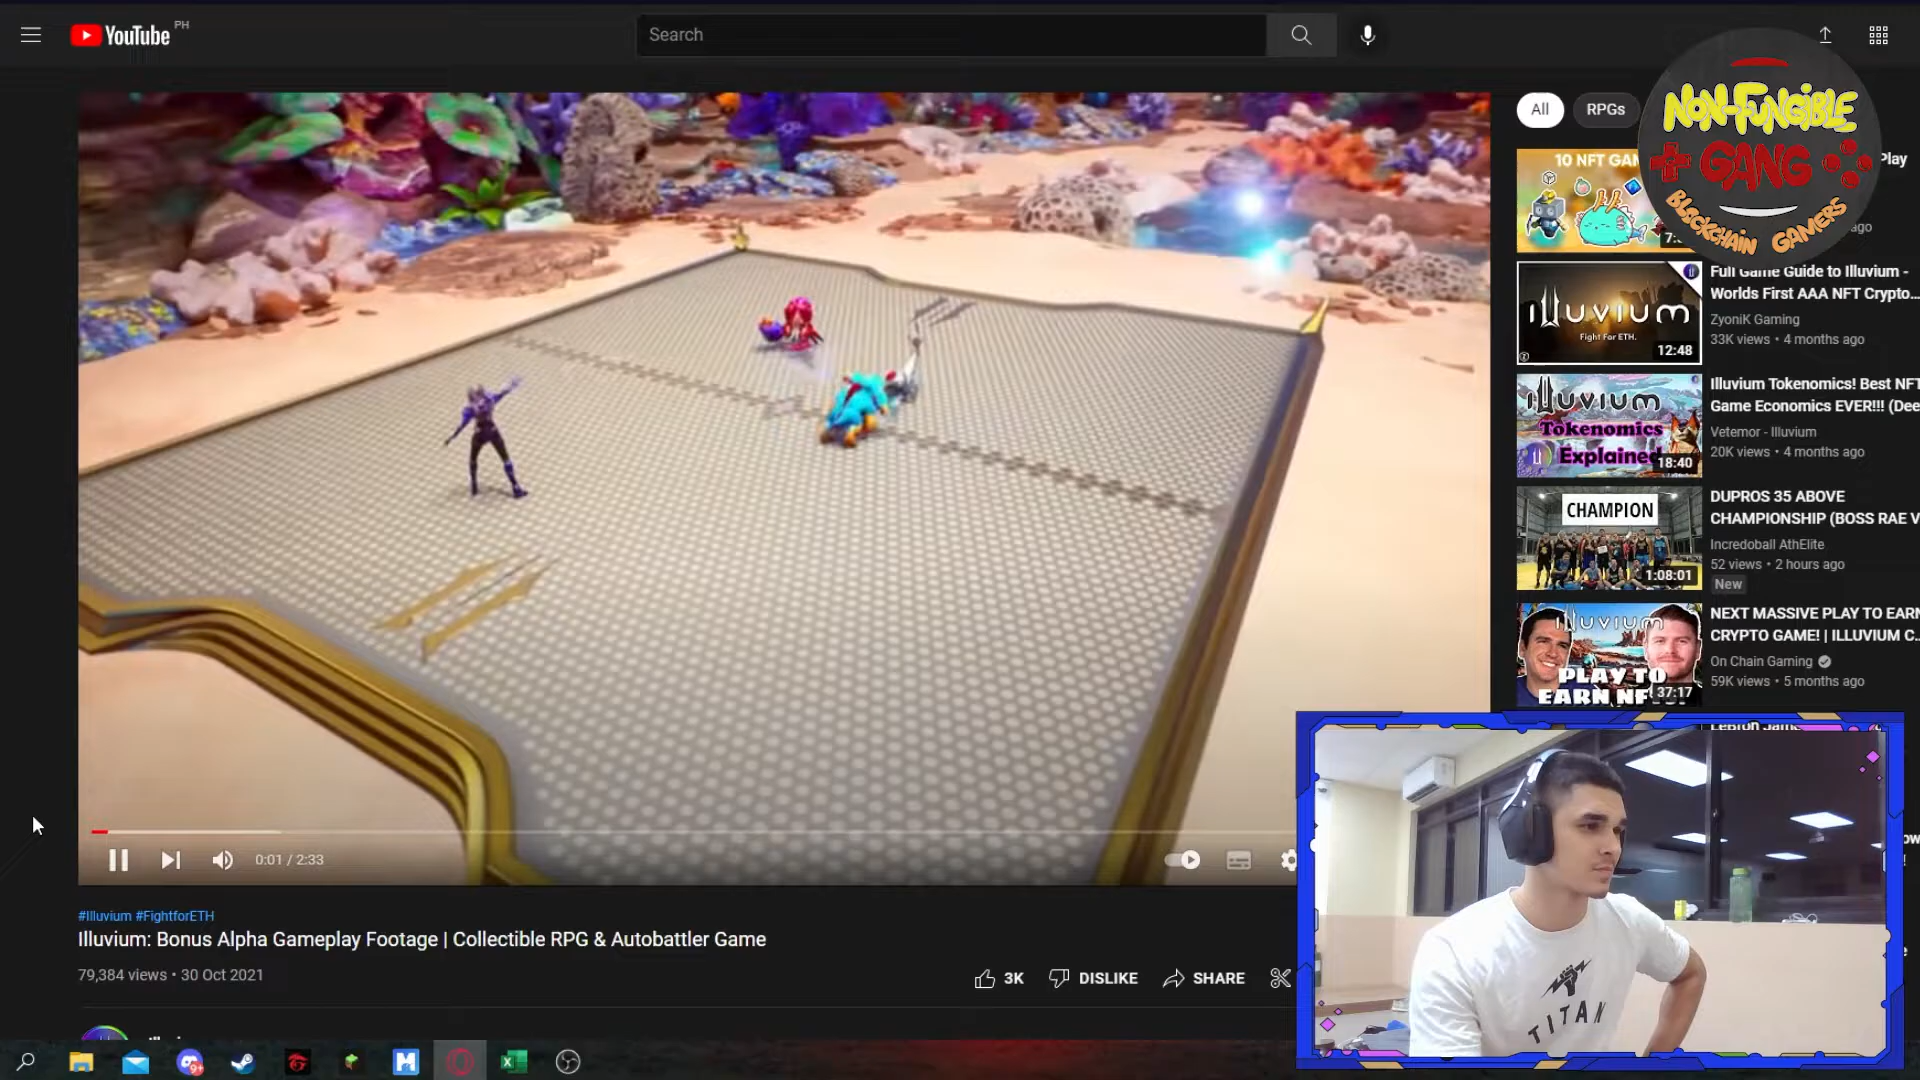 YouTube PH
Search
All
RPGs
NON-FUNGIBLE
GANG
BLOCKCHAIN GAMERS
10 NFT GAM
Play
ago
Full Game Guide to Illuvium -
Worlds First AAA NFT Crypto...
ZyoniK Gaming
33K views • 4 months ago
ILLUVIUM
Fight For ETH.
12:48
Illuvium Tokenomics! Best NFT
Game Economics EVER!!! (Dee
Vetemor - Illuvium
20K views • 4 months ago
ILLUVIUM
Tokenomics
Explained
18:40
DUPROS 35 ABOVE
CHAMPIONSHIP (BOSS RAE V
Incredoball AthElite
52 views • 2 hours ago
New
CHAMPION
1:08:01
NEXT MASSIVE PLAY TO EARN
CRYPTO GAME! | ILLUVIUM C...
On Chain Gaming
59K views • 5 months ago
ILLUVIUM
PLAY TO
EARN NF
37:17
0:01 / 2:33
#Illuvium #FightforETH
Illuvium: Bonus Alpha Gameplay Footage | Collectible RPG & Autobattler Game
79,384 views • 30 Oct 2021
3K
DISLIKE
SHARE
TITAN
9+